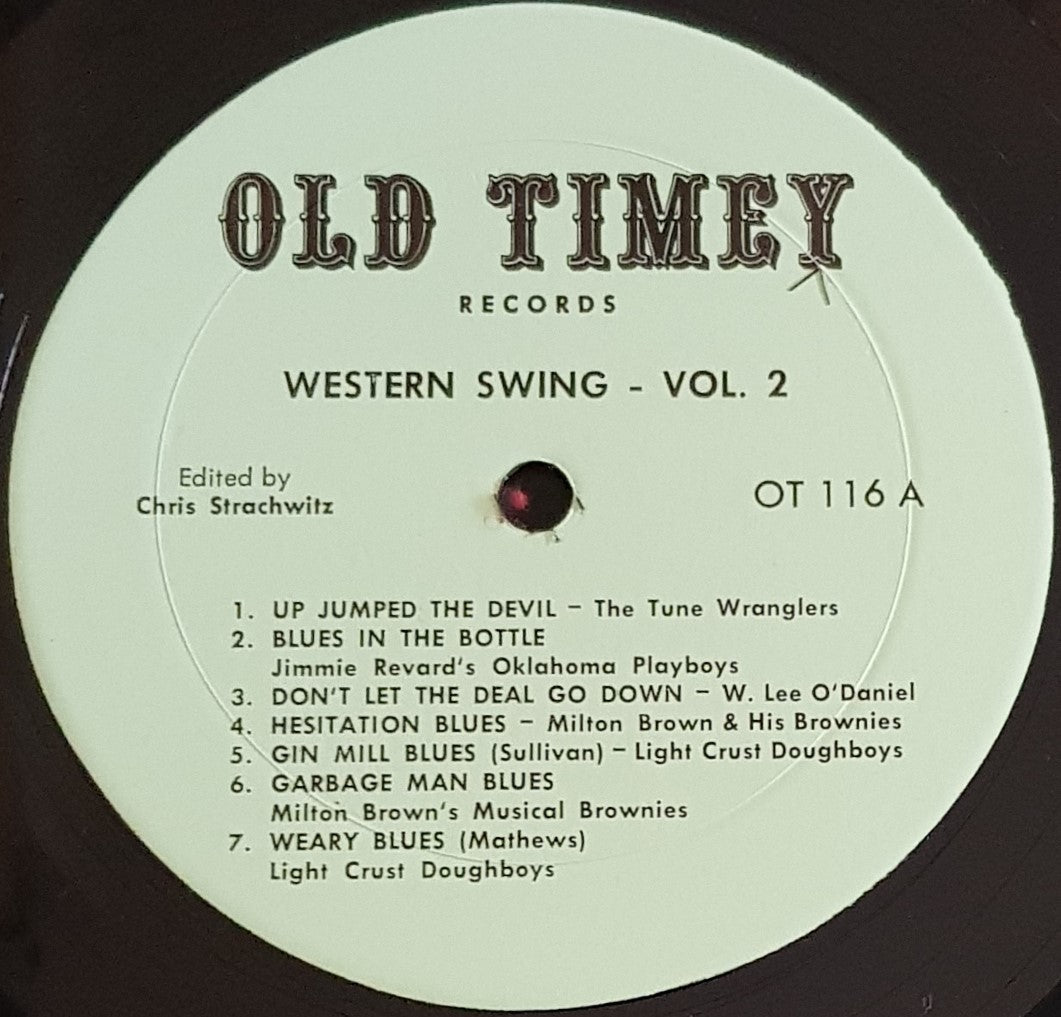 OLD TIMEY
RECORDS
WESTERN SWING - VOL. 2
Edited by
Chris Strachwitz
OT 116 A
1. UP JUMPED THE DEVIL - The Tune Wranglers
2. BLUES IN THE BOTTLE
Jimmie Revard's Oklahoma Playboys
3. DON'T LET THE DEAL GO DOWN - W. Lee O'Daniel
4. HESITATION BLUES - Milton Brown & His Brownies
5. GIN MILL BLUES (Sullivan) - Light Crust Doughboys
6. GARBAGE MAN BLUES
Milton Brown's Musical Brownies
7. WEARY BLUES (Mathews)
Light Crust Doughboys